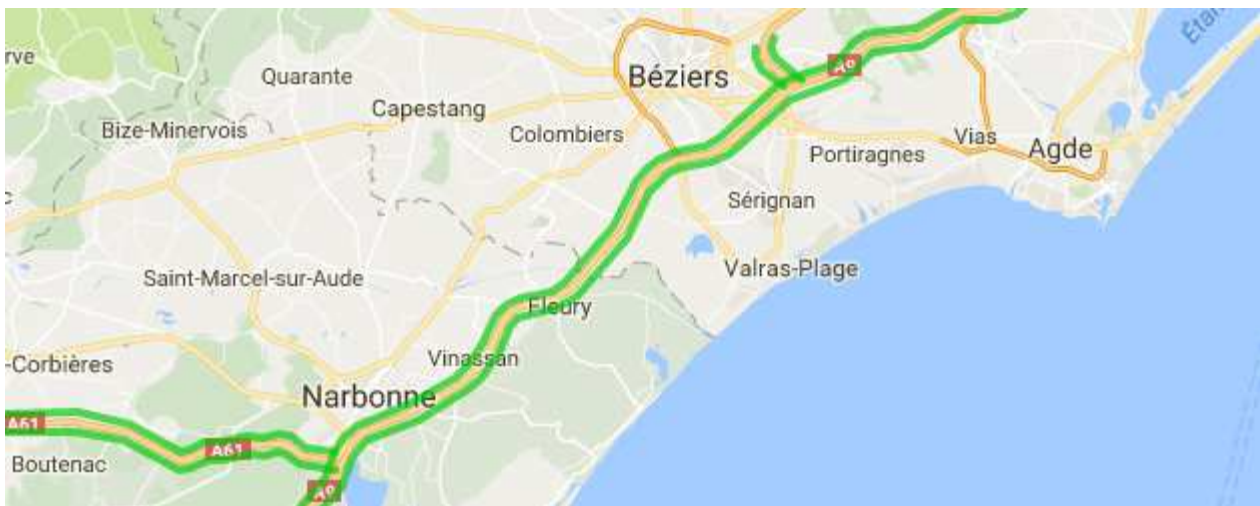 Étan
rve
A9
Quarante
Béziers
Capestang
Bize-Minervois
Colombiers
Vias
Agde
Portiragnes
Sérignan
Valras-Plage
Saint-Marcel-sur-Aude
Fleury
Vinassan
-Corbières
Narbonne
A61
A61
Boutenac
A9